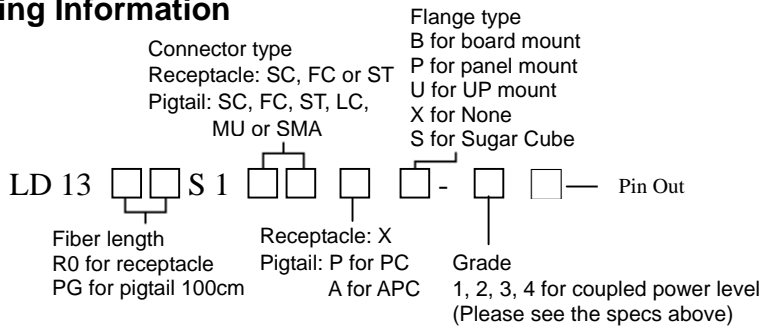 ing Information
Flange type
B for board mount
P for panel mount
U for UP mount
X for None
S for Sugar Cube
Connector type
Receptacle: SC, FC or ST
Pigtail: SC, FC, ST, LC,
MU or SMA
LD 13 □□ S 1 □□ □ □ - □ □ — Pin Out
Fiber length
R0 for receptacle
PG for pigtail 100cm
Receptacle: X
Pigtail: P for PC
A for APC
Grade
1, 2, 3, 4 for coupled power level
(Please see the specs above)